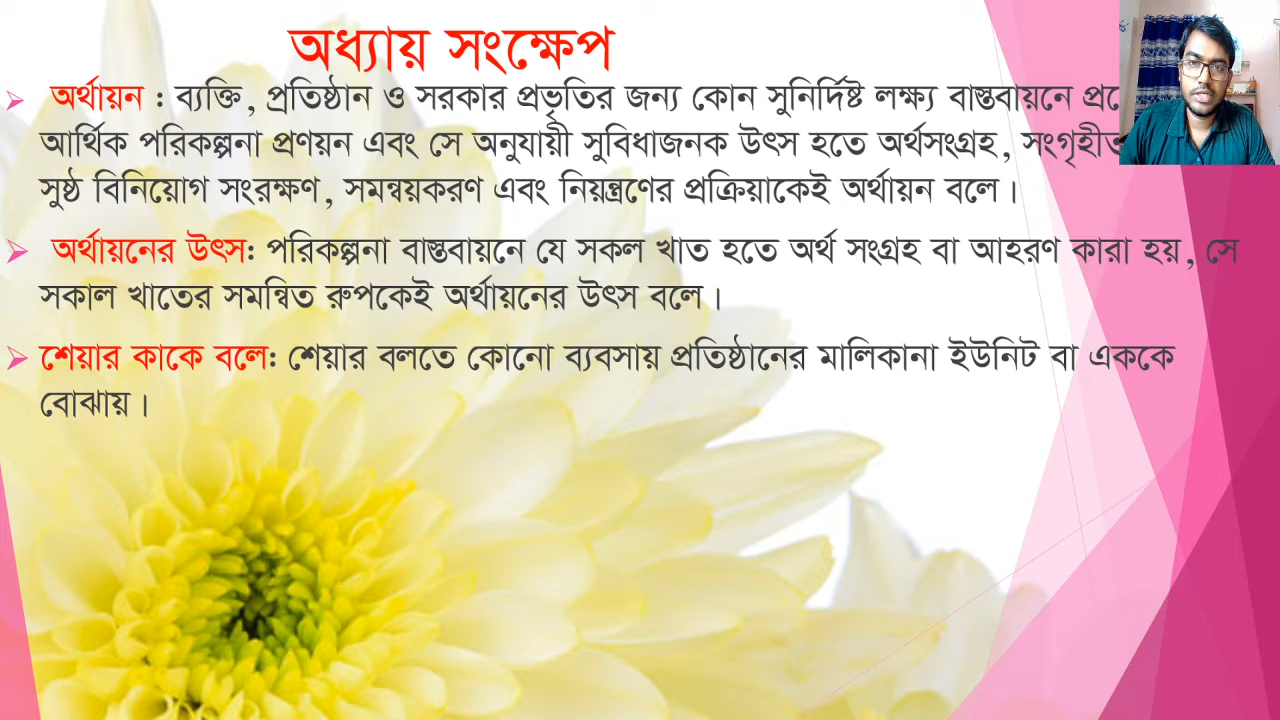 অধ্যায় সংক্ষেপ
অর্থায়ন : ব্যক্তি, প্রতিষ্ঠান ও সরকার প্রভৃতির জন্য কোন সুনির্দিষ্ট লক্ষ্য বাস্তবায়নে
আর্থিক পরিকল্পনা প্রণয়ন এবং সে অনুযায়ী সুবিধাজনক উৎস হতে অর্থসংগ্রহ,
সুষ্ঠ বিনিয়োগ সংরক্ষণ, সমন্বয়করণ এবং নিয়ন্ত্রণের প্রক্রিয়াকেই অর্থায়ন বলে।
অর্থায়নের উৎস: পরিকল্পনা বাস্তবায়নে যে সকল খাত হতে অর্থ সংগ্রহ বা আহরণ কারা হয়, সে
সকাল খাতের সমন্বিত রুপকেই অর্থায়নের উৎস বলে।
শেয়ার কাকে বলে: শেয়ার বলতে কোনো ব্যবসায় প্রতিষ্ঠানের মালিকানা ইউনিট বা একককে
বোঝায়।